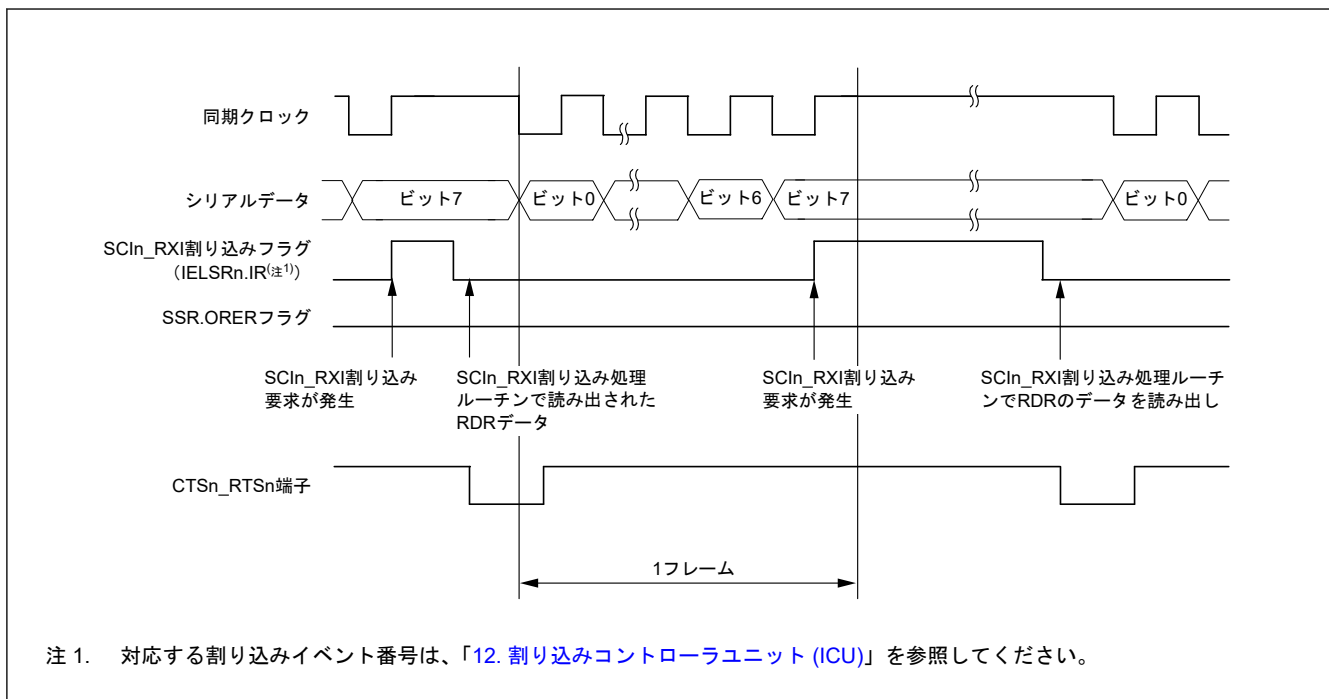 同期クロック
シリアルデータ
ビット7
ビット0
ビット6
ビット7
ビット0
SCIn_RXI割り込みフラグ
（IELSRn.IR(注1)）
SSR.ORERフラグ
SCIn_RXI割り込み
要求が発生
SCIn_RXI割り込み処理
ルーチンで読み出された
RDRデータ
SCIn_RXI割り込み
要求が発生
SCIn_RXI割り込み処理ルーチ
ンでRDRのデータを読み出し
CTSn_RTSn端子
1フレーム
注 1. 対応する割り込みイベント番号は、「12. 割り込みコントローラユニット (ICU)」を参照してください。